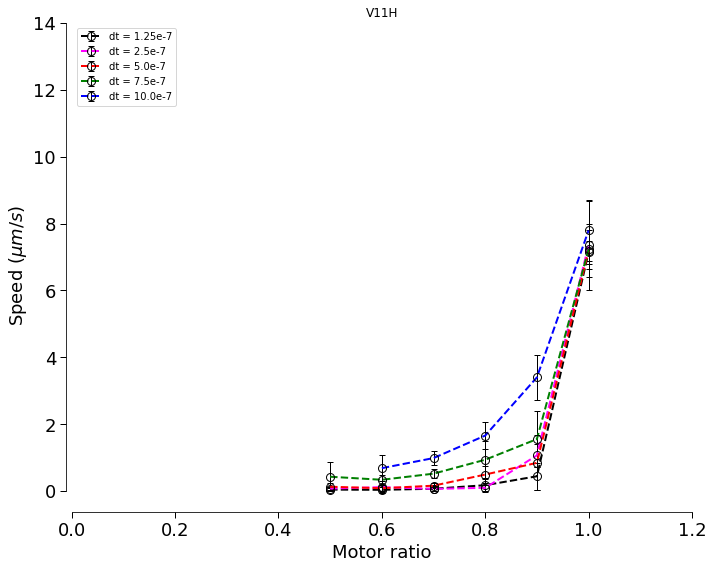 V11H
dt = 1.25e-7
dt = 2.5e-7
dt = 5.0e-7
dt = 7.5e-7
dt = 10.0e-7
Speed (μm/s)
14
12
10
8
6
4
2
0
0.0 0.2 0.4 0.6 0.8 1.0 1.2
Motor ratio